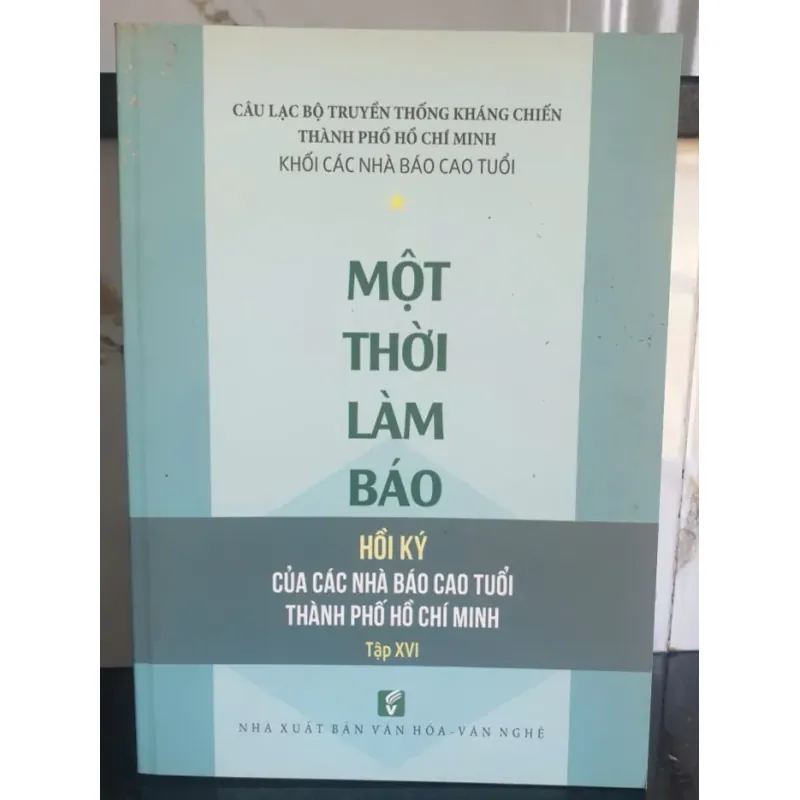 CÂU LẠC BỘ TRUYỀN THỐNG KHÁNG CHIẾN
THÀNH PHỐ HỒ CHÍ MINH
KHỐI CÁC NHÀ BÁO CAO TUỔI
MỘT
THỜI
LÀM
BÁO
HỒI KÝ
CỦA CÁC NHÀ BÁO CAO TUỔI
THÀNH PHỐ HỒ CHÍ MINH
Tập XVI
NHÀ XUẤT BẢN VĂN HÓA - VĂN NGHỆ